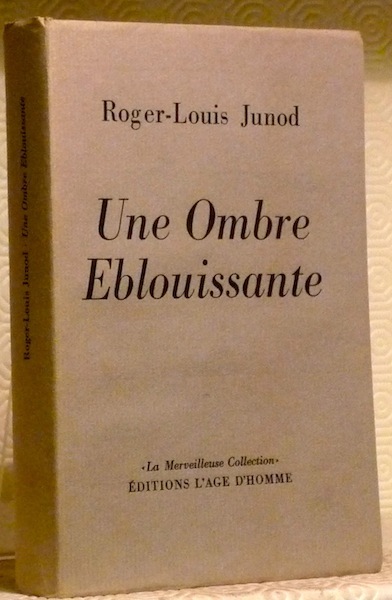 Roger-Louis Junod
Une Ombre
Eblouissante
«La Merveilleuse Collection»
ÉDITIONS L'AGE D'HOMME
Roger-Louis Junod Une Ombre Eblouissante